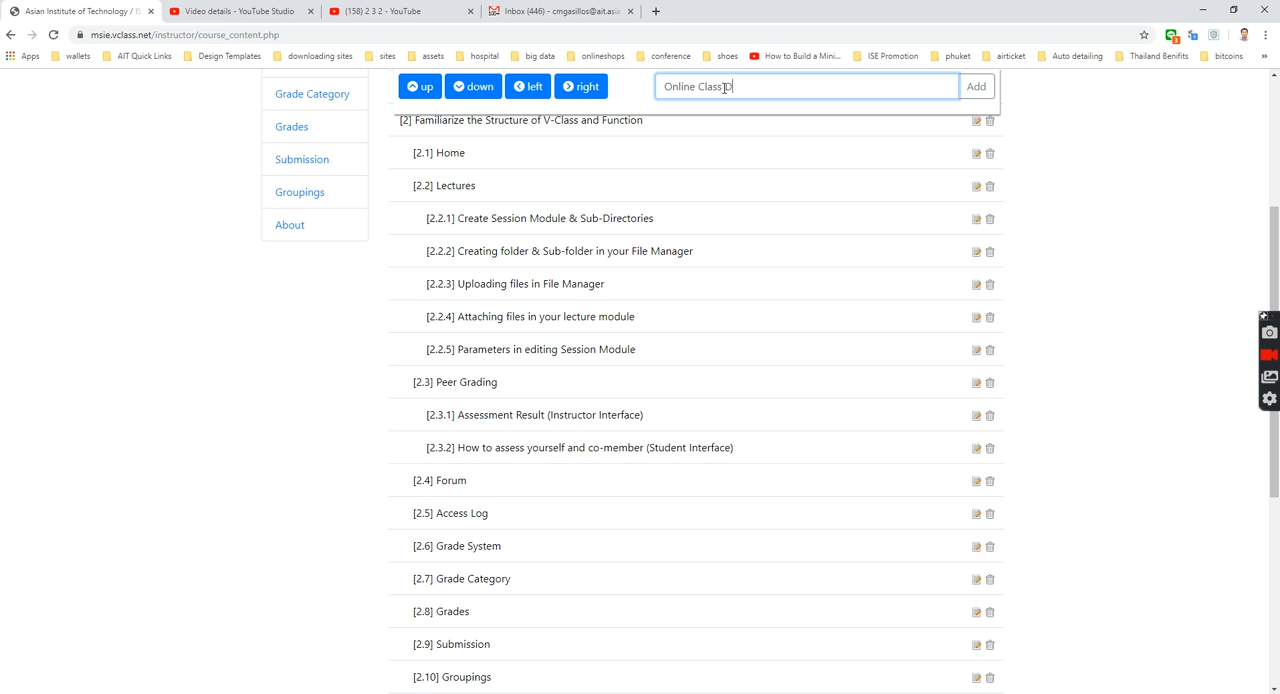 Asian Institute of Technology / IS
Video details - YouTube Studio
(158) 2 3 2 - YouTube
Inbox (446) - cmgasillos@ait.asia
msie.vclass.net/instructor/course_content.php
Apps wallets AIT Quick Links Design Templates downloading sites sites assets hospital big data onlineshops conference shoes How to Build a Mini... ISE Promotion phuket airticket Auto detailing Thailand Benifits bitcoins »
up down left right Online Class D Add
Grade Category
Grades
Submission
Groupings
About
[2] Familiarize the Structure of V-Class and Function
[2.1] Home
[2.2] Lectures
[2.2.1] Create Session Module & Sub-Directories
[2.2.2] Creating folder & Sub-folder in your File Manager
[2.2.3] Uploading files in File Manager
[2.2.4] Attaching files in your lecture module
[2.2.5] Parameters in editing Session Module
[2.3] Peer Grading
[2.3.1] Assessment Result (Instructor Interface)
[2.3.2] How to assess yourself and co-member (Student Interface)
[2.4] Forum
[2.5] Access Log
[2.6] Grade System
[2.7] Grade Category
[2.8] Grades
[2.9] Submission
[2.10] Groupings